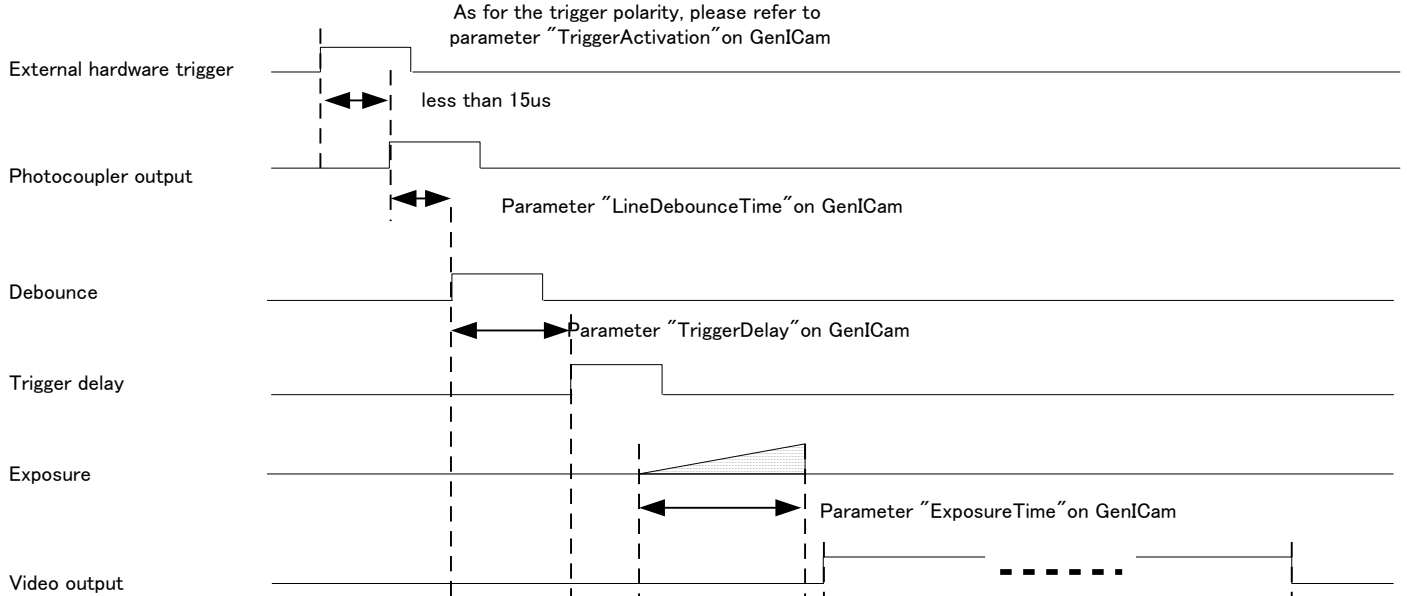 As for the trigger polarity, please refer to
parameter "TriggerActivation"on GenICam
External hardware trigger
less than 15us
Photocoupler output
Parameter "LineDebounceTime"on GenICam
Debounce
Parameter "TriggerDelay"on GenICam
Trigger delay
Exposure
Parameter "ExposureTime"on GenICam
Video output